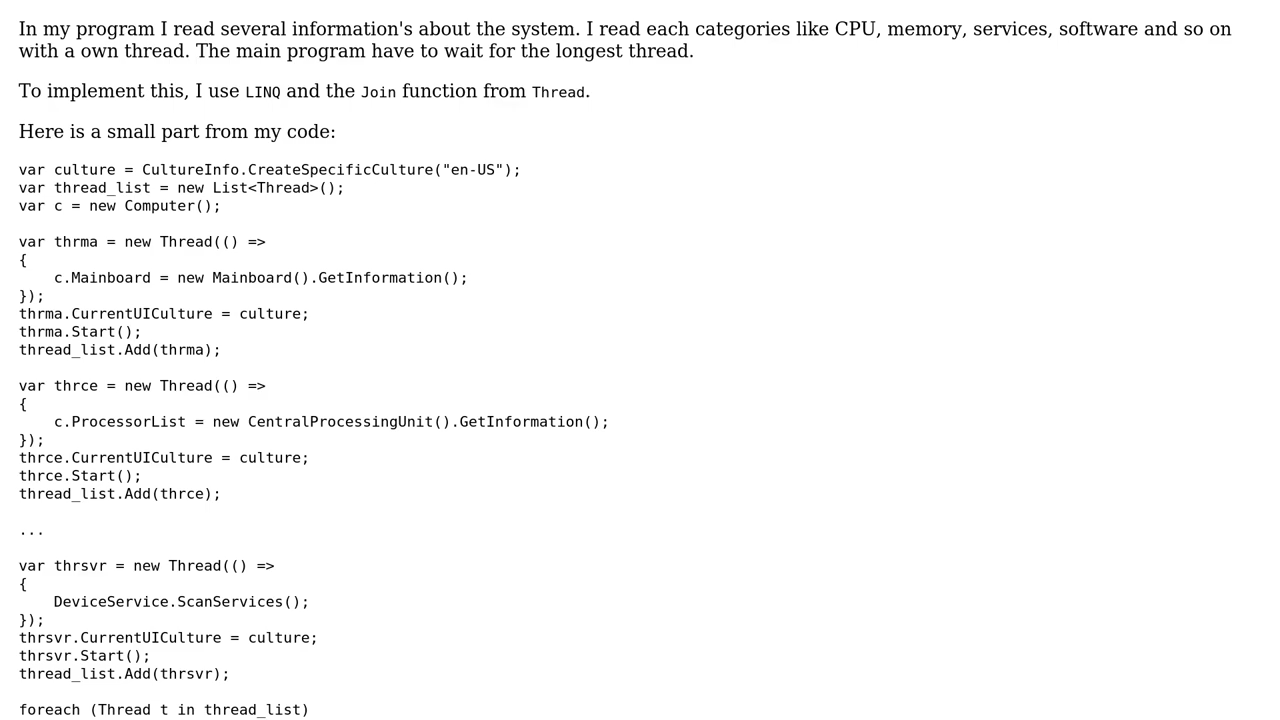 In my program I read several information's about the system. I read each categories like CPU, memory, services, software and so on
with a own thread. The main program have to wait for the longest thread.
To implement this, I use LINQ and the Join function from Thread.
Here is a small part from my code:
var culture = CultureInfo.CreateSpecificCulture("en-US");
var thread_list = new List<Thread>();
var c = new Computer();
var thrma = new Thread(() =>
{
    c.Mainboard = new Mainboard().GetInformation();
});
thrma.CurrentUICulture = culture;
thrma.Start();
thread_list.Add(thrma);
var thrce = new Thread(() =>
{
    c.ProcessorList = new CentralProcessingUnit().GetInformation();
});
thrce.CurrentUICulture = culture;
thrce.Start();
thread_list.Add(thrce);
...
var thrsvr = new Thread(() =>
{
    DeviceService.ScanServices();
});
thrsvr.CurrentUICulture = culture;
thrsvr.Start();
thread_list.Add(thrsvr);
foreach (Thread t in thread_list)